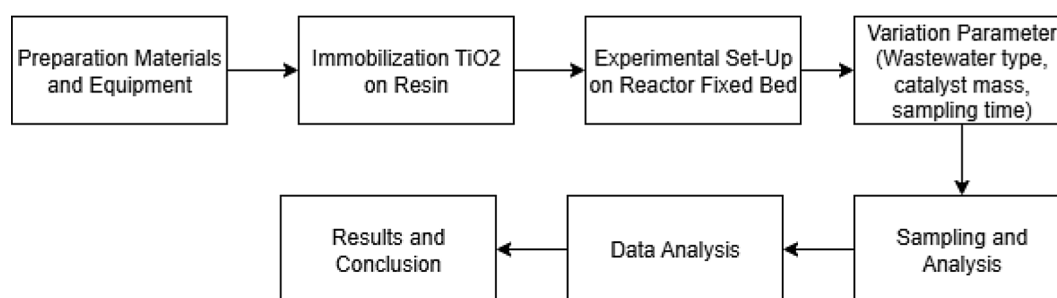 Preparation Materials
and Equipment
Immobilization TiO2
on Resin
Experimental Set-Up
on Reactor Fixed Bed
Variation Parameter
(Wastewater type,
catalyst mass,
sampling time)
Results and
Conclusion
Data Analysis
Sampling and
Analysis